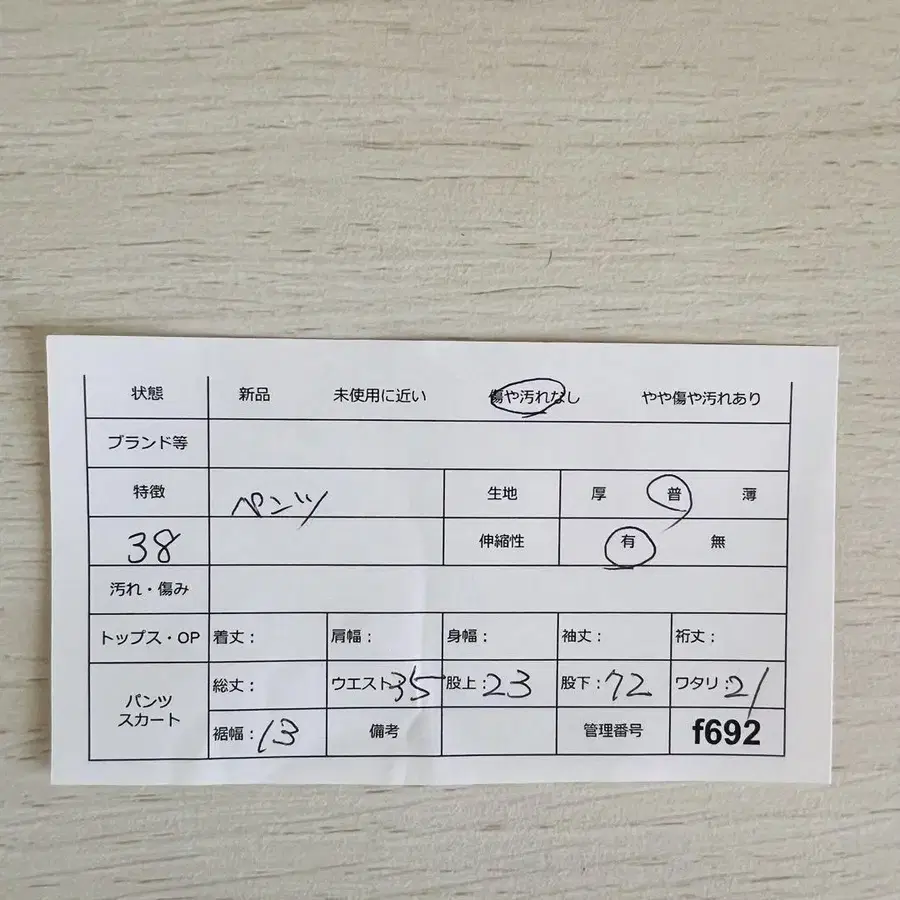 状態 新品 未使用に近い 傷や汚れなし やや傷や汚れあり
ブランド等
特徴 パンツ 生地 厚 普 薄
38 伸縮性 有 無
汚れ・傷み
トップス・OP 着丈: 肩幅: 身幅: 袖丈: 裄丈:
パンツ スカート 総丈: ウエスト 35 股上:23 股下:72 ワタリ:21
裾幅:13 備考 管理番号 f692